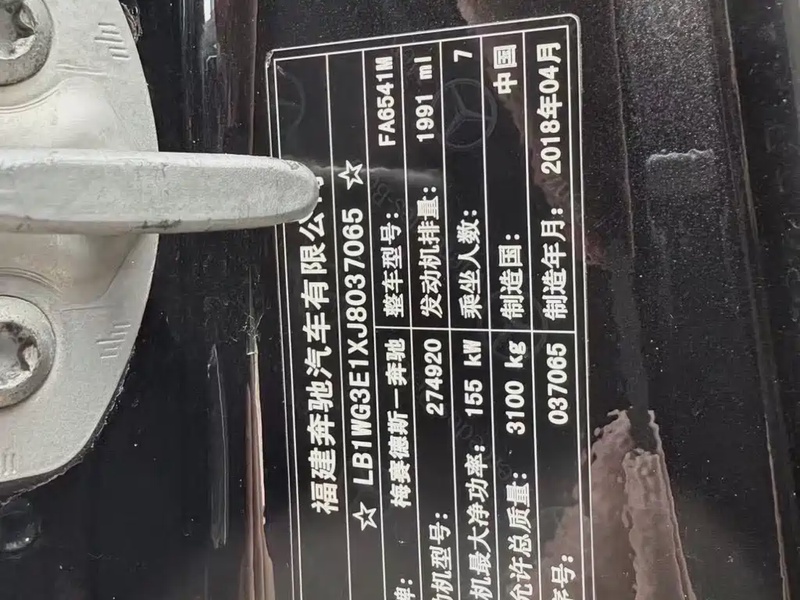 福建奔驰汽车有限公
☆ LB1WG3E1XJ8037065 ☆
牌: 梅赛德斯-奔驰 整车型号: FA6541M
动机型号: 274920 发动机排量: 1991 ml
机最大净功率: 155 kW 乘坐人数: 7
允许总质量: 3100 kg 制造国: 中国
号: 037065 制造年月: 2018年04月